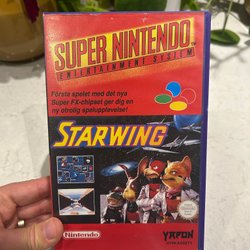 SUPER NINTENDO
ENTERTAINMENT SYSTEM
Första spelet med det nya
Super FX-chipset ger dig en
ny otrolig spelupplevelse!
STARWING
Nintendo